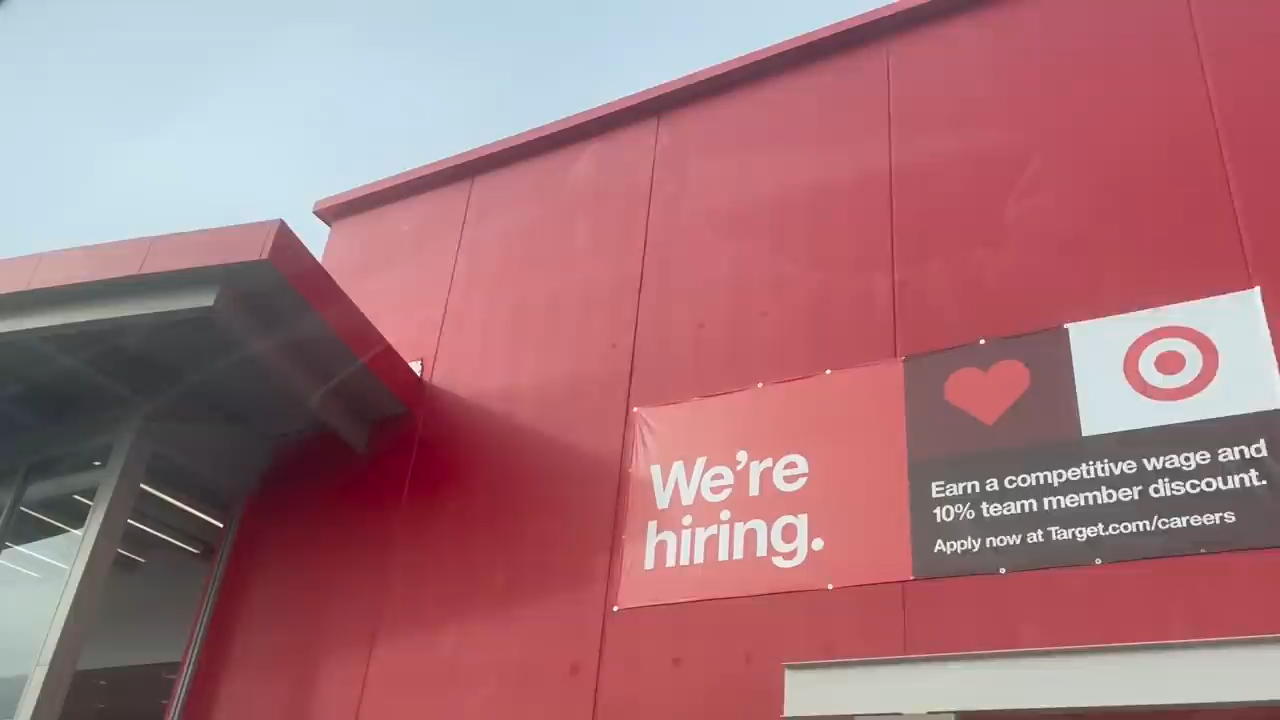 We're
hiring.
Earn a competitive wage and
10% team member discount.
Apply now at Target.com/careers